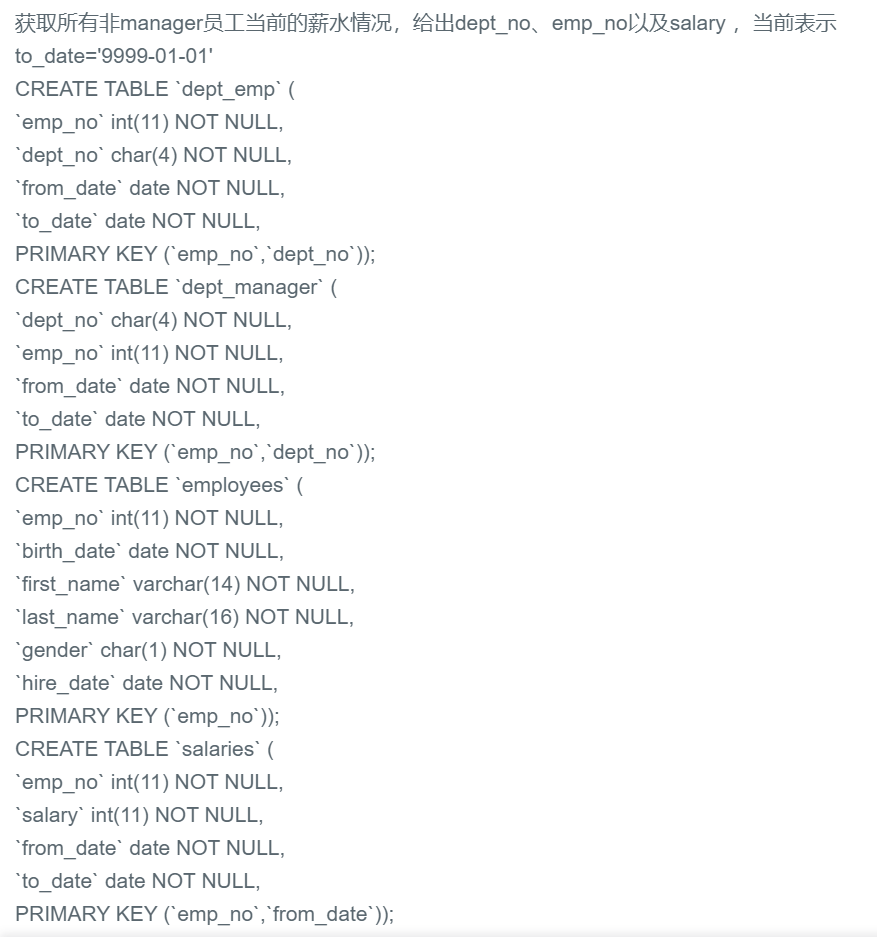 获取所有非manager员工当前的薪水情况，给出dept_no、emp_no以及salary ，当前表示
to_date='9999-01-01'
CREATE TABLE `dept_emp` (
`emp_no` int(11) NOT NULL,
`dept_no` char(4) NOT NULL,
`from_date` date NOT NULL,
`to_date` date NOT NULL,
PRIMARY KEY (`emp_no`,`dept_no`));
CREATE TABLE `dept_manager` (
`dept_no` char(4) NOT NULL,
`emp_no` int(11) NOT NULL,
`from_date` date NOT NULL,
`to_date` date NOT NULL,
PRIMARY KEY (`emp_no`,`dept_no`));
CREATE TABLE `employees` (
`emp_no` int(11) NOT NULL,
`birth_date` date NOT NULL,
`first_name` varchar(14) NOT NULL,
`last_name` varchar(16) NOT NULL,
`gender` char(1) NOT NULL,
`hire_date` date NOT NULL,
PRIMARY KEY (`emp_no`));
CREATE TABLE `salaries` (
`emp_no` int(11) NOT NULL,
`salary` int(11) NOT NULL,
`from_date` date NOT NULL,
`to_date` date NOT NULL,
PRIMARY KEY (`emp_no`,`from_date`));